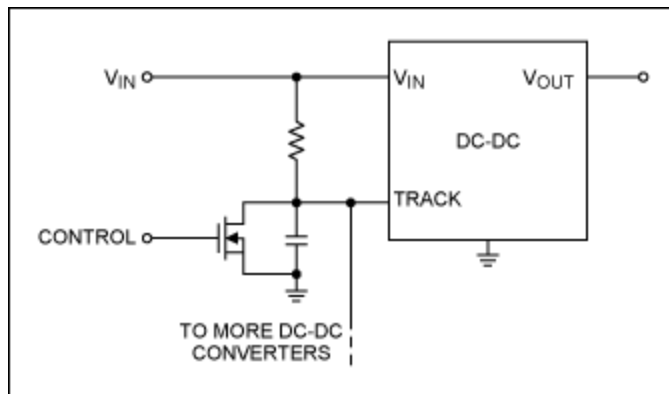 VIN
VIN
VOUT
DC-DC
TRACK
CONTROL
TO MORE DC-DC
CONVERTERS